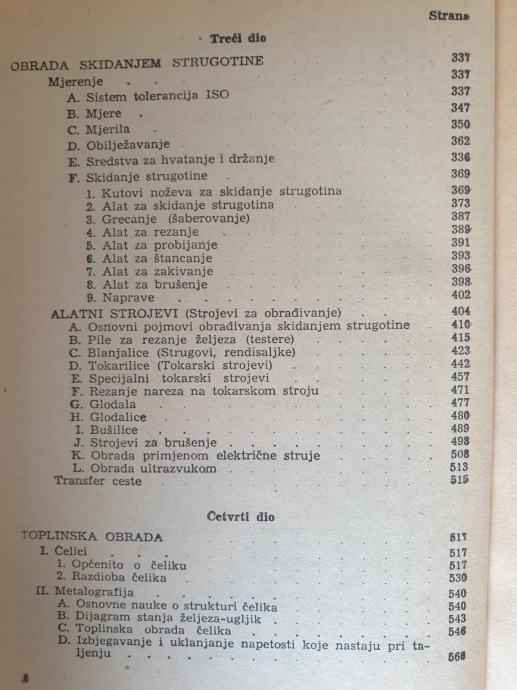 Strana
Treći dio
OBRADA SKIDANJEM STRUGOTINE 337
Mjerenje 337
A. Sistem tolerancija ISO 337
B. Mjere 347
C. Mjerila 350
D. Obilježavanje 362
E. Sredstva za hvatanje i držanje 336
F. Skidanje strugotine 369
1. Kutovi noževa za skidanje strugotina 369
2. Alat za skidanje strugotina 373
3. Grecanje (šaberovanje) 387
4. Alat za rezanje 389
5. Alat za probijanje 391
6. Alat za štancanje 393
7. Alat za zakivanje 396
8. Alat za brušenje 398
9. Naprave 402
ALATNI STROJEVI (Strojevi za obrađivanje) 404
A. Osnovni pojmovi obrađivanja skidanjem strugotine 410
B. Pile za rezanje željeza (testere) 415
C. Blanjalice (Strugovi, rendisaljke) 423
D. Tokarilice (Tokarski strojevi) 442
E. Specijalni tokarski strojevi 457
F. Rezanje nareza na tokarskom stroju 471
G. Glodala 477
H. Glodalice 480
I. Bušilice 489
J. Strojevi za brušenje 498
K. Obrada primjenom električne struje 508
L. Obrada ultrazvukom 513
Transfer ceste 515
Četvrti dio
TOPLINSKA OBRADA 517
I. Čelici 517
1. Općenito o čeliku 517
2. Razdioba čelika 530
II. Metalografija 540
A. Osnovne nauke o strukturi čelika 540
B. Dijagram stanja željeza-ugljik 543
C. Toplinska obrada čelika 546
D. Izbjegavanje i uklanjanje napetosti koje nastaju pri ta-
ljenju 566
8